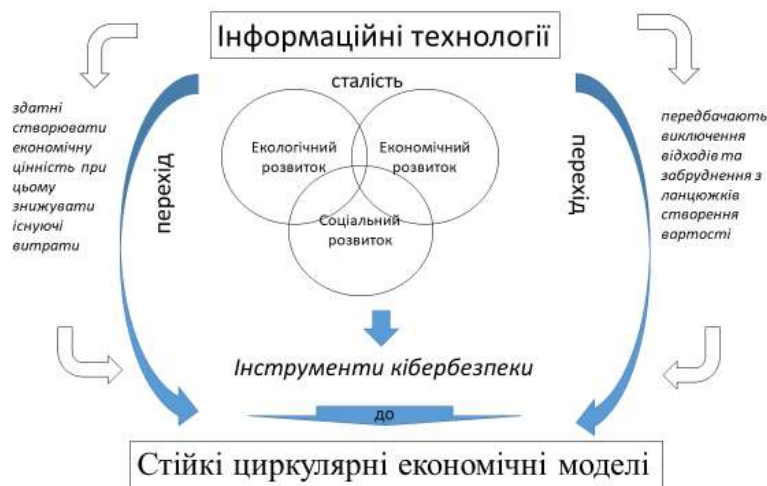 Інформаційні технології
сталість
здатні
створювати
економічну
цінність при
цьому
знижувати
існуючі
витрати
перехід
Екологічний
розвиток
Економічний
розвиток
Соціальний
розвиток
перехід
передбачають
виключення
відходів та
забруднення з
ланцюжків
створення
вартості
Інструменти кібербезпеки
до
Стійкі циркулярні економічні моделі